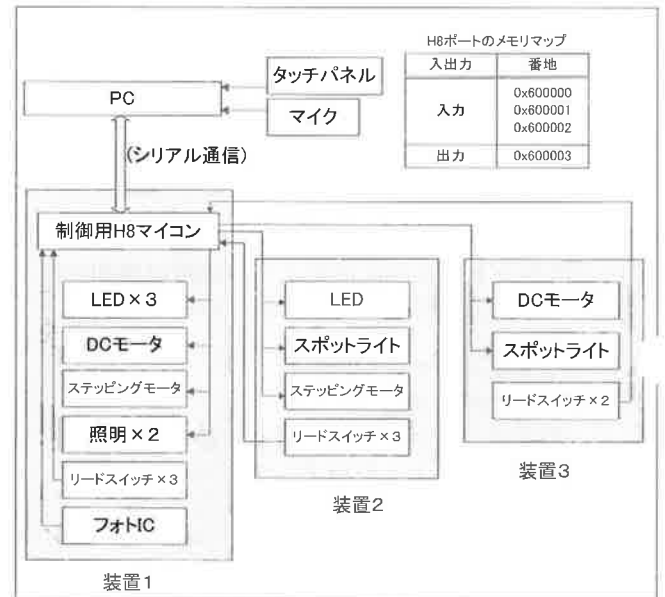 H8ポートのメモリマップ
入出力 番地
入力 0x600000
0x600001
0x600002
出力 0x600003
タッチパネル
PC
マイク
(シリアル通信)
制御用H8マイコン
LED×3
DCモータ
ステッピングモータ
照明×2
リードスイッチ×3
フォトIC
装置1
LED
スポットライト
ステッピングモータ
リードスイッチ×3
装置2
DCモータ
スポットライト
リードスイッチ×2
装置3